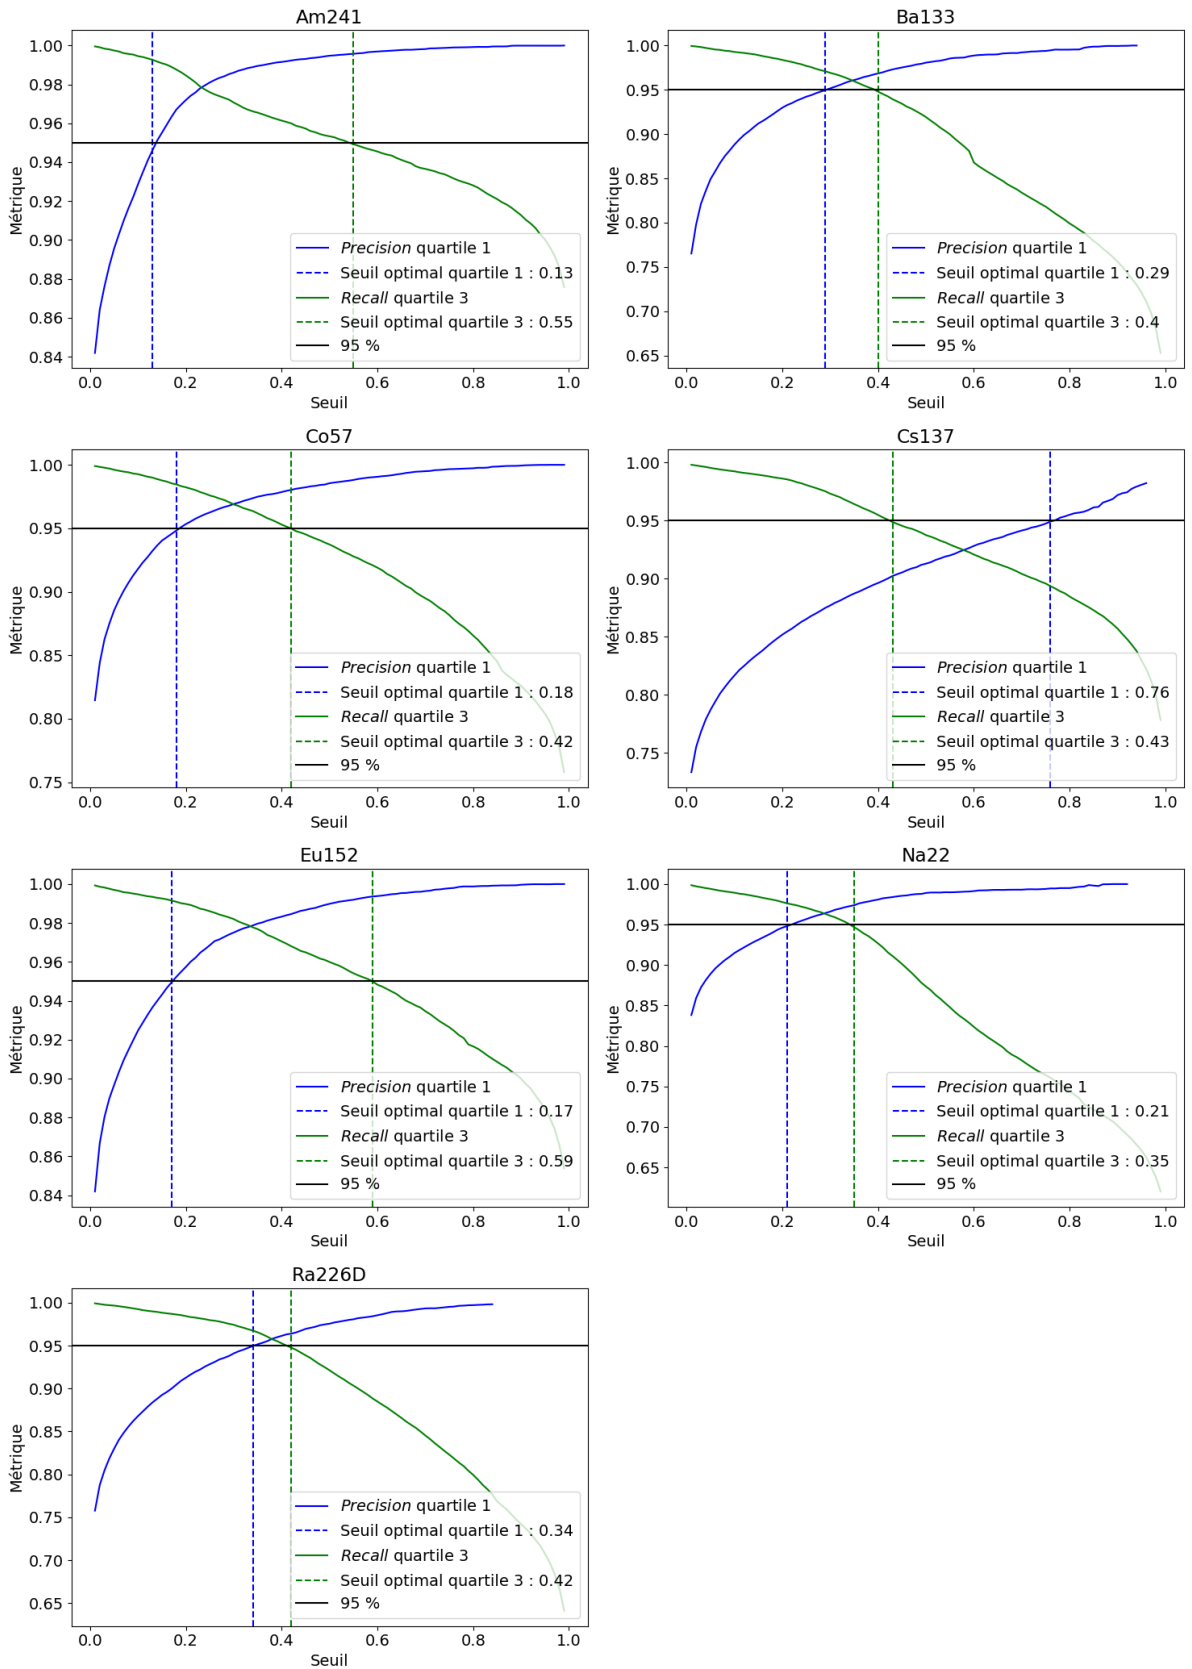 Am241
Métrique
1.00
0.98
0.96
0.94
0.92
0.90
0.88
0.86
0.84
Precision quartile 1
Seuil optimal quartile 1 : 0.13
Recall quartile 3
Seuil optimal quartile 3 : 0.55
95 %
0.0 0.2 0.4 0.6 0.8 1.0
Seuil
Ba133
Métrique
1.00
0.95
0.90
0.85
0.80
0.75
0.70
0.65
Precision quartile 1
Seuil optimal quartile 1 : 0.29
Recall quartile 3
Seuil optimal quartile 3 : 0.4
95 %
0.0 0.2 0.4 0.6 0.8 1.0
Seuil
Co57
Métrique
1.00
0.95
0.90
0.85
0.80
0.75
Precision quartile 1
Seuil optimal quartile 1 : 0.18
Recall quartile 3
Seuil optimal quartile 3 : 0.42
95 %
0.0 0.2 0.4 0.6 0.8 1.0
Seuil
Cs137
Métrique
1.00
0.95
0.90
0.85
0.80
0.75
Precision quartile 1
Seuil optimal quartile 1 : 0.76
Recall quartile 3
Seuil optimal quartile 3 : 0.43
95 %
0.0 0.2 0.4 0.6 0.8 1.0
Seuil
Eu152
Métrique
1.00
0.98
0.96
0.94
0.92
0.90
0.88
0.86
0.84
Precision quartile 1
Seuil optimal quartile 1 : 0.17
Recall quartile 3
Seuil optimal quartile 3 : 0.59
95 %
0.0 0.2 0.4 0.6 0.8 1.0
Seuil
Na22
Métrique
1.00
0.95
0.90
0.85
0.80
0.75
0.70
0.65
Precision quartile 1
Seuil optimal quartile 1 : 0.21
Recall quartile 3
Seuil optimal quartile 3 : 0.35
95 %
0.0 0.2 0.4 0.6 0.8 1.0
Seuil
Ra226D
Métrique
1.00
0.95
0.90
0.85
0.80
0.75
0.70
0.65
Precision quartile 1
Seuil optimal quartile 1 : 0.34
Recall quartile 3
Seuil optimal quartile 3 : 0.42
95 %
0.0 0.2 0.4 0.6 0.8 1.0
Seuil